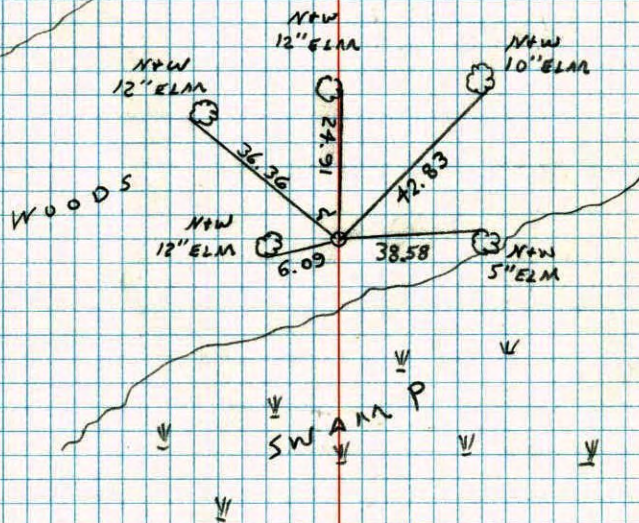 N+W
12" ELM
N+W
10" ELM
N+W
12" ELM
24.91
36.36
42.83
WOODS
N+W
12" ELM
6.09
38.58
N+W
5" ELM
SWAMP